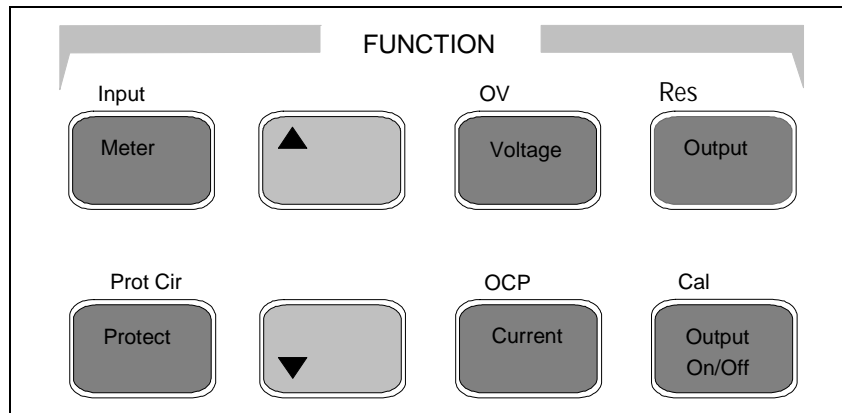 FUNCTION
Input
OV
Res
Meter
Voltage
Output
Prot Cir
OCP
Cal
Protect
Current
Output
On/Off